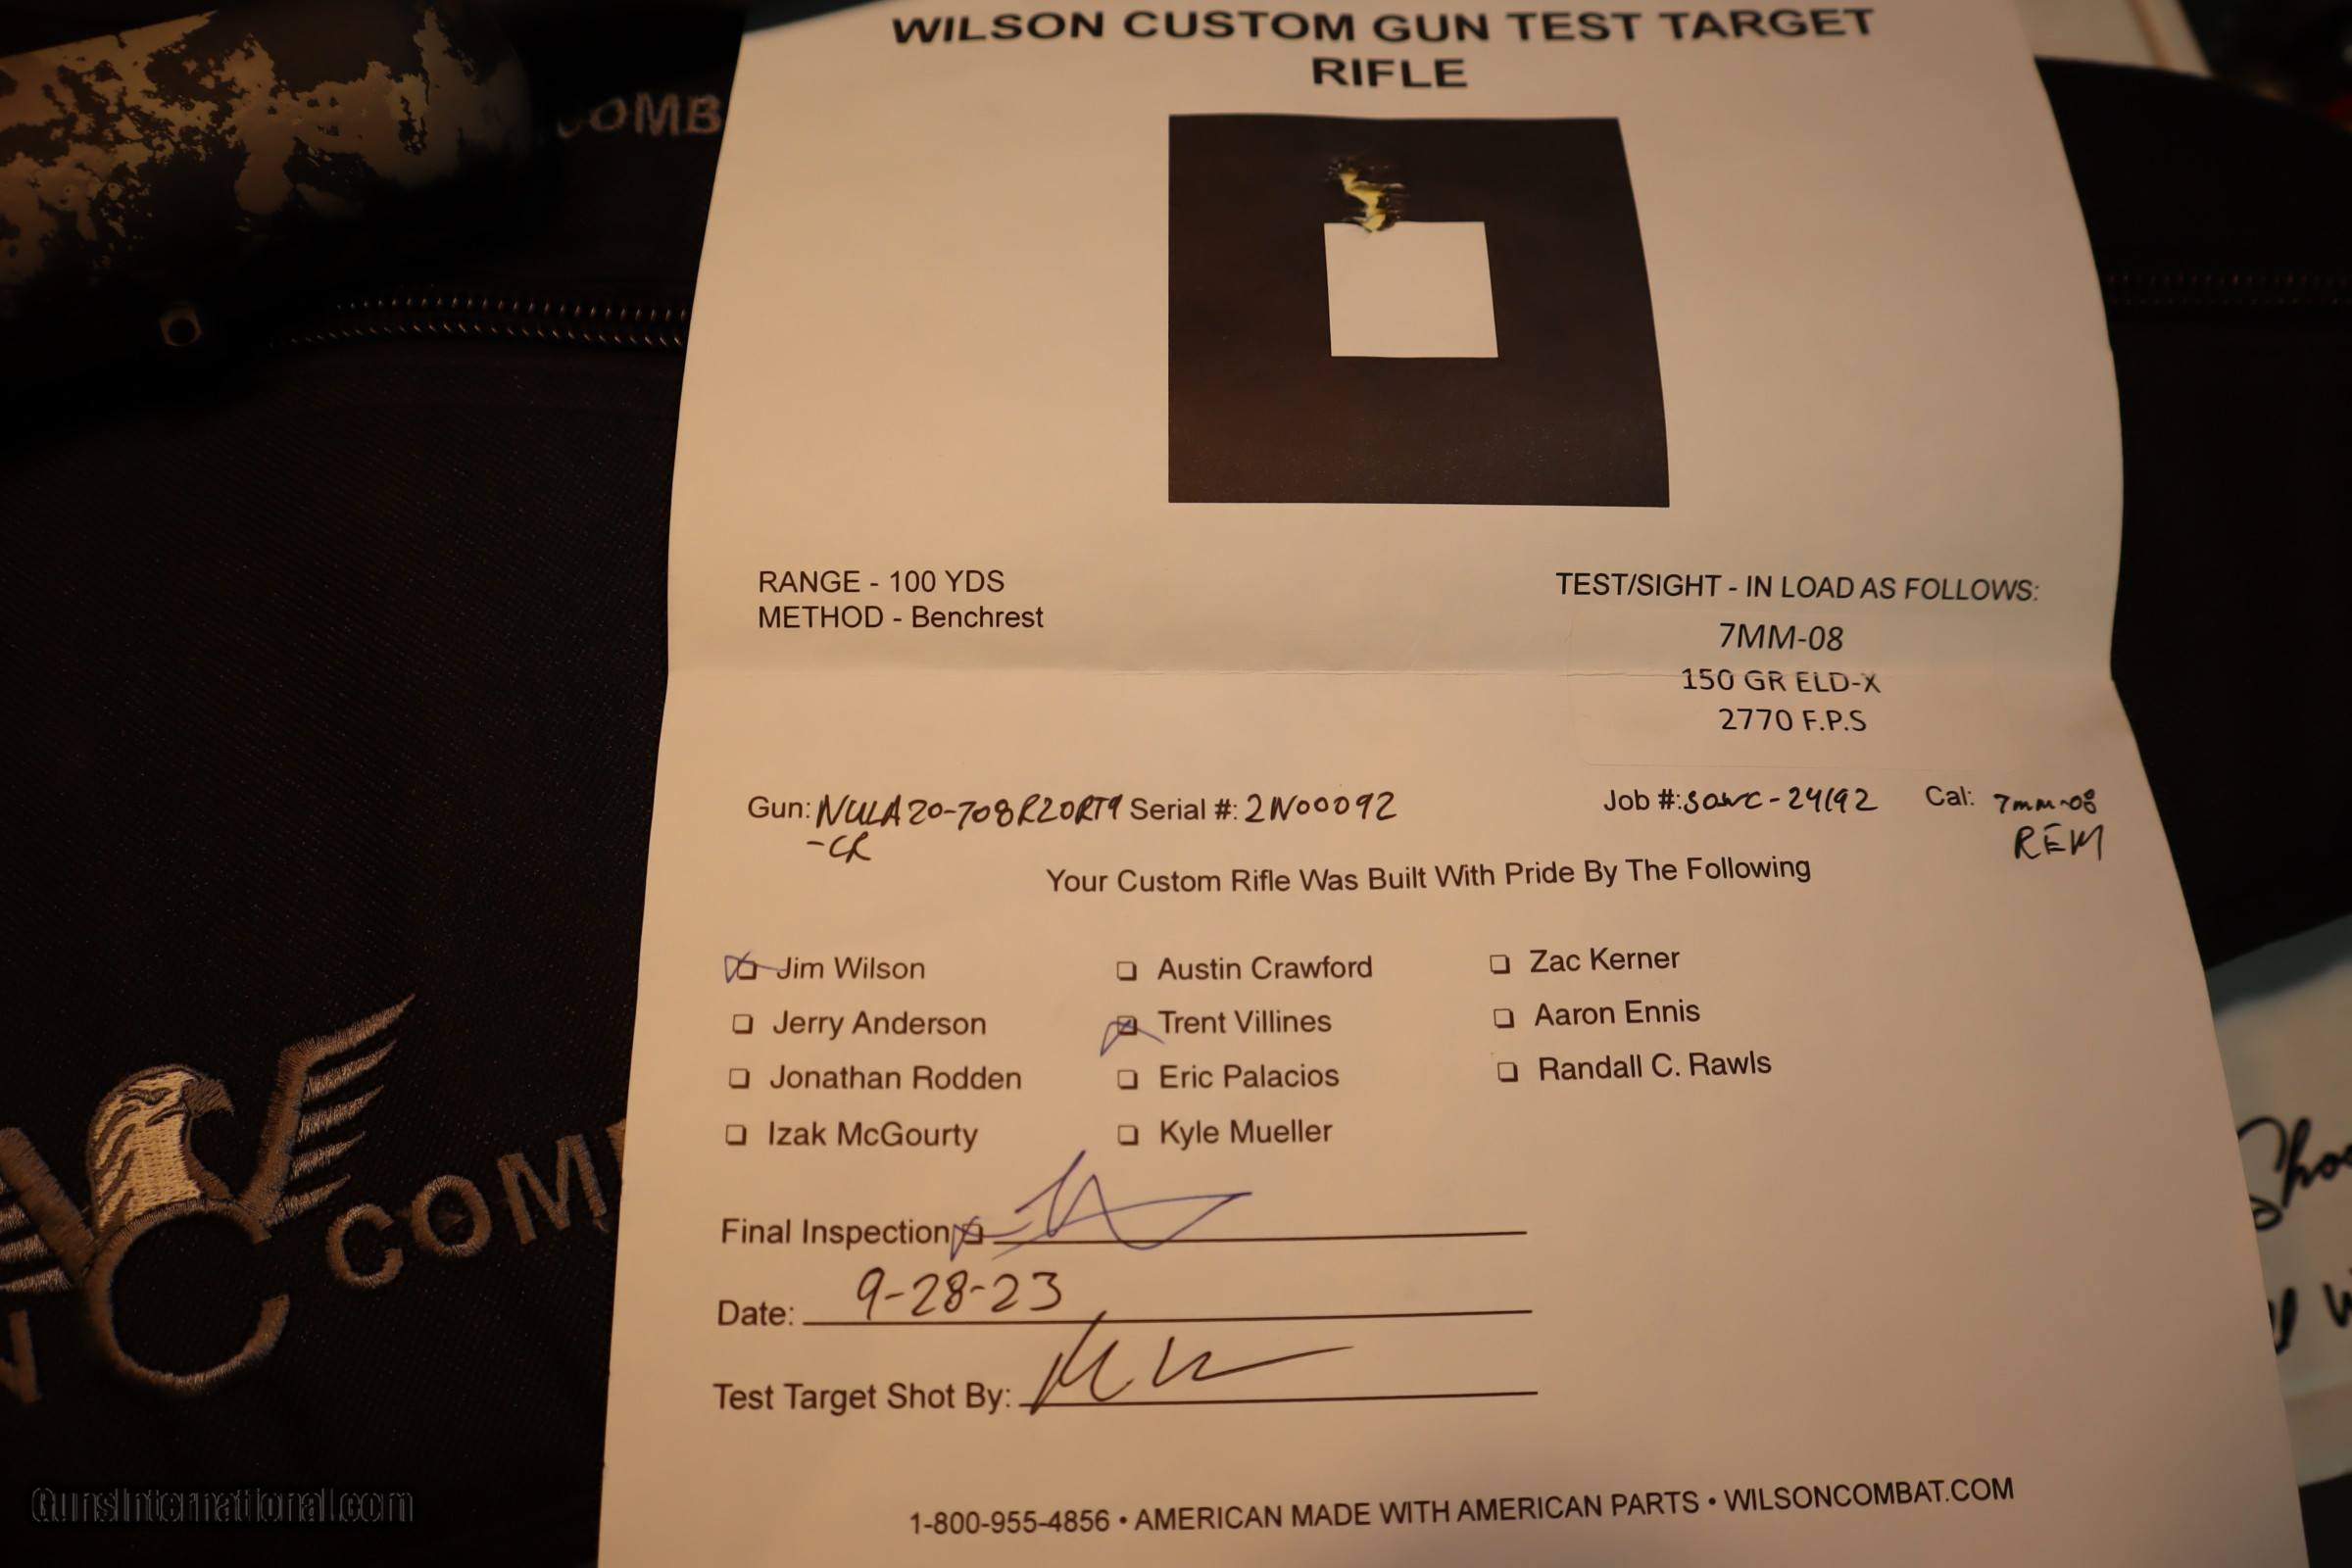 WILSON CUSTOM GUN TEST TARGET
RIFLE
COMB
RANGE - 100 YDS
METHOD - Benchrest
TEST/SIGHT - IN LOAD AS FOLLOWS:
7MM-08
150 GR ELD-X
2770 F.P.S
Gun: NULA20-708R20RT9 Serial #: 2N00092 Job #: SOWC-24192 Cal: 7mm-08
-CR REM
Your Custom Rifle Was Built With Pride By The Following
Jim Wilson Austin Crawford Zac Kerner
Jerry Anderson Trent Villines Aaron Ennis
Jonathan Rodden Eric Palacios Randall C. Rawls
Izak McGourty Kyle Mueller
COM
Final Inspection
Date: 9-28-23
Test Target Shot By:
1-800-955-4856 • AMERICAN MADE WITH AMERICAN PARTS • WILSONCOMBAT.COM
GunsInternational.com